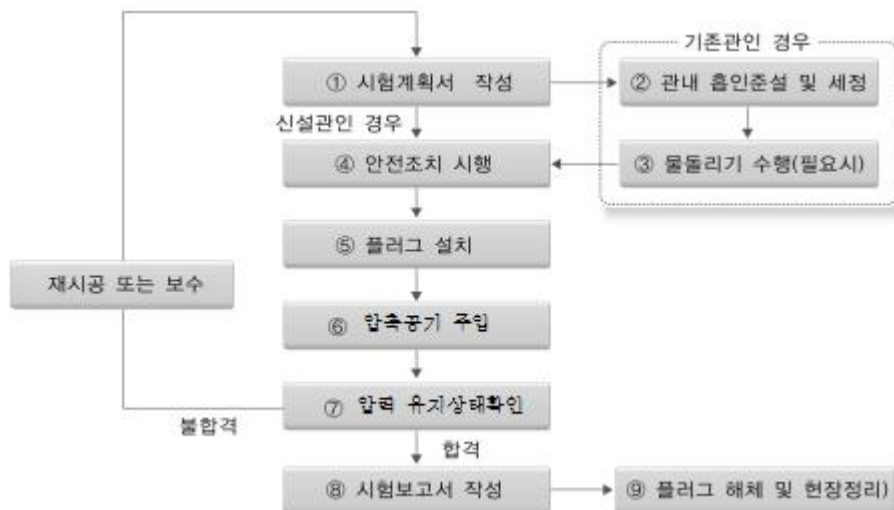 기존관인 경우
① 시험계획서 작성
② 관내 흡인준설 및 세정
신설관인 경우
④ 안전조치 시행
③ 물돌리기 수행(필요시)
⑤ 플러그 설치
재시공 또는 보수
⑥ 압축공기 주입
⑦ 압력 유지상태확인
불합격
합격
⑧ 시험보고서 작성
⑨ 플러그 해체 및 현장정리)